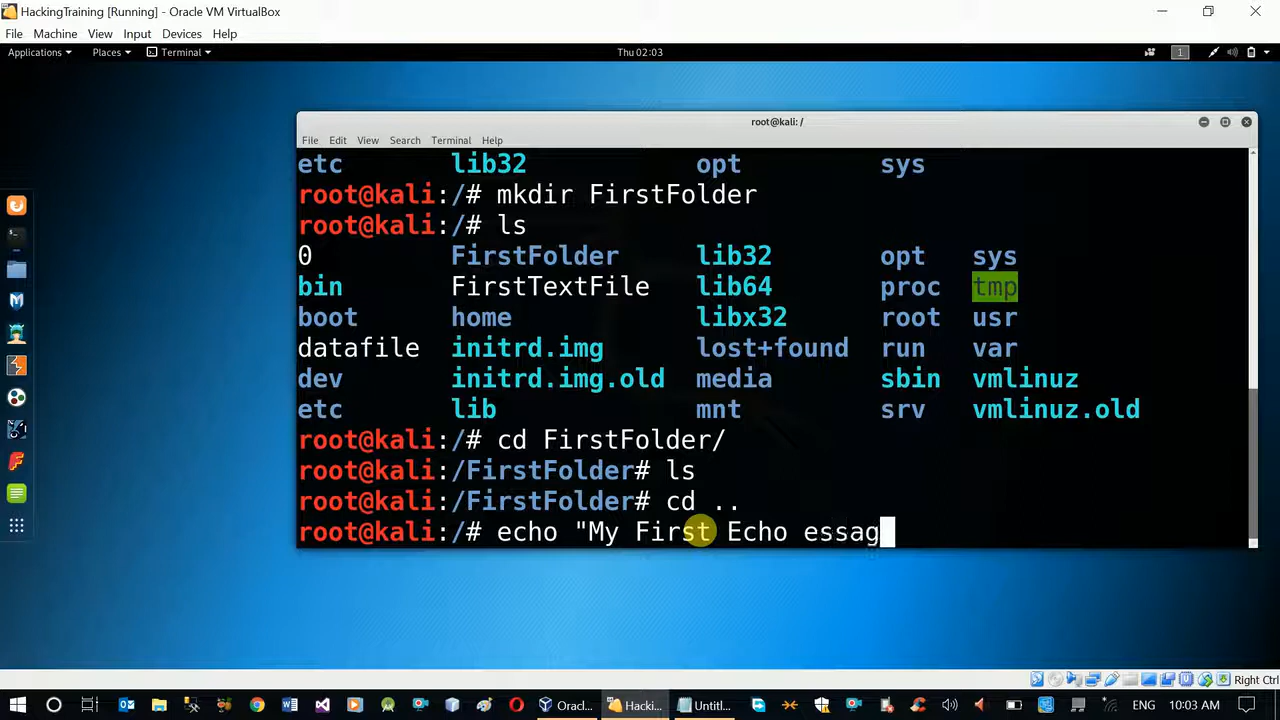 HackingTraining [Running] - Oracle VM VirtualBox
File Machine View Input Devices Help
Applications Places Terminal Thu 02:03 1
root@kali: /
File Edit View Search Terminal Help
etc lib32 opt sys
root@kali:/# mkdir FirstFolder
root@kali:/# ls
0 FirstFolder lib32 opt sys
bin FirstTextFile lib64 proc tmp
boot home libx32 root usr
datafile initrd.img lost+found run var
dev initrd.img.old media sbin vmlinuz
etc lib mnt srv vmlinuz.old
root@kali:/# cd FirstFolder/
root@kali:/FirstFolder# ls
root@kali:/FirstFolder# cd ..
root@kali:/# echo "My First Echo essag
Right Ctrl
Oracl... Hacki... Untitl... ENG 10:03 AM